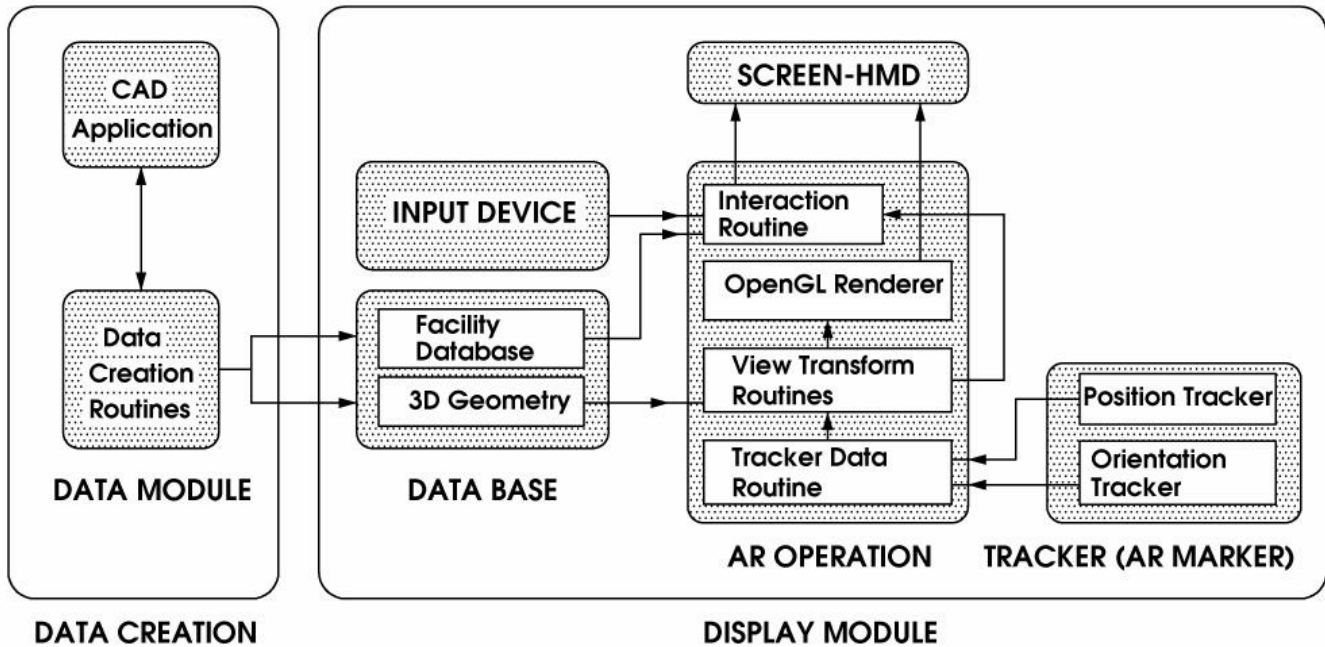 CAD
Application
Data
Creation
Routines
DATA MODULE
DATA CREATION
SCREEN-HMD
INPUT DEVICE
Facility
Database
3D Geometry
DATA BASE
Interaction
Routine
OpenGL Renderer
View Transform
Routines
Tracker Data
Routine
AR OPERATION
Position Tracker
Orientation
Tracker
TRACKER (AR MARKER)
DISPLAY MODULE